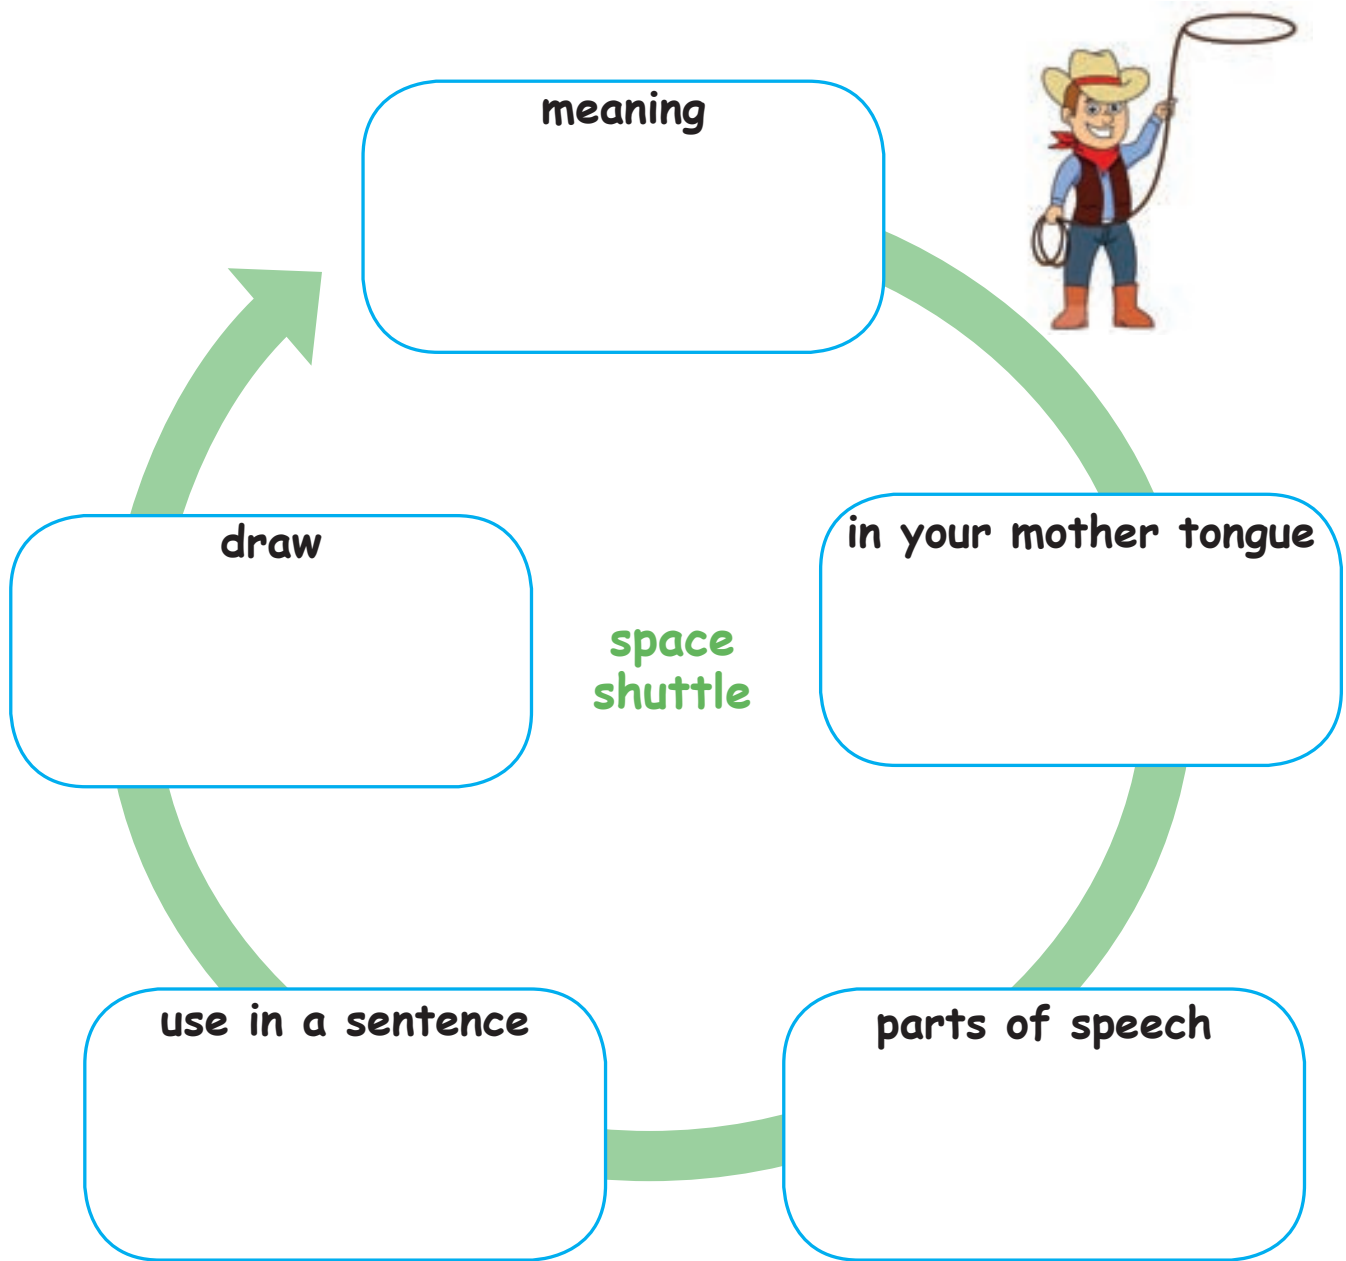 meaning
draw
in your mother tongue
space
shuttle
use in a sentence
parts of speech